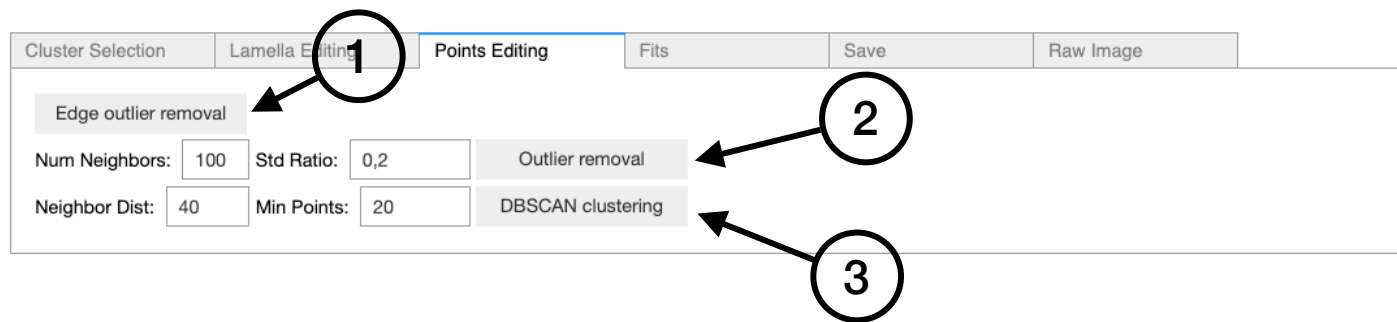 Cluster Selection Lamella Editing Points Editing Fits Save Raw Image
1
Edge outlier removal
2
Num Neighbors: 100 Std Ratio: 0,2 Outlier removal
Neighbor Dist: 40 Min Points: 20 DBSCAN clustering
3